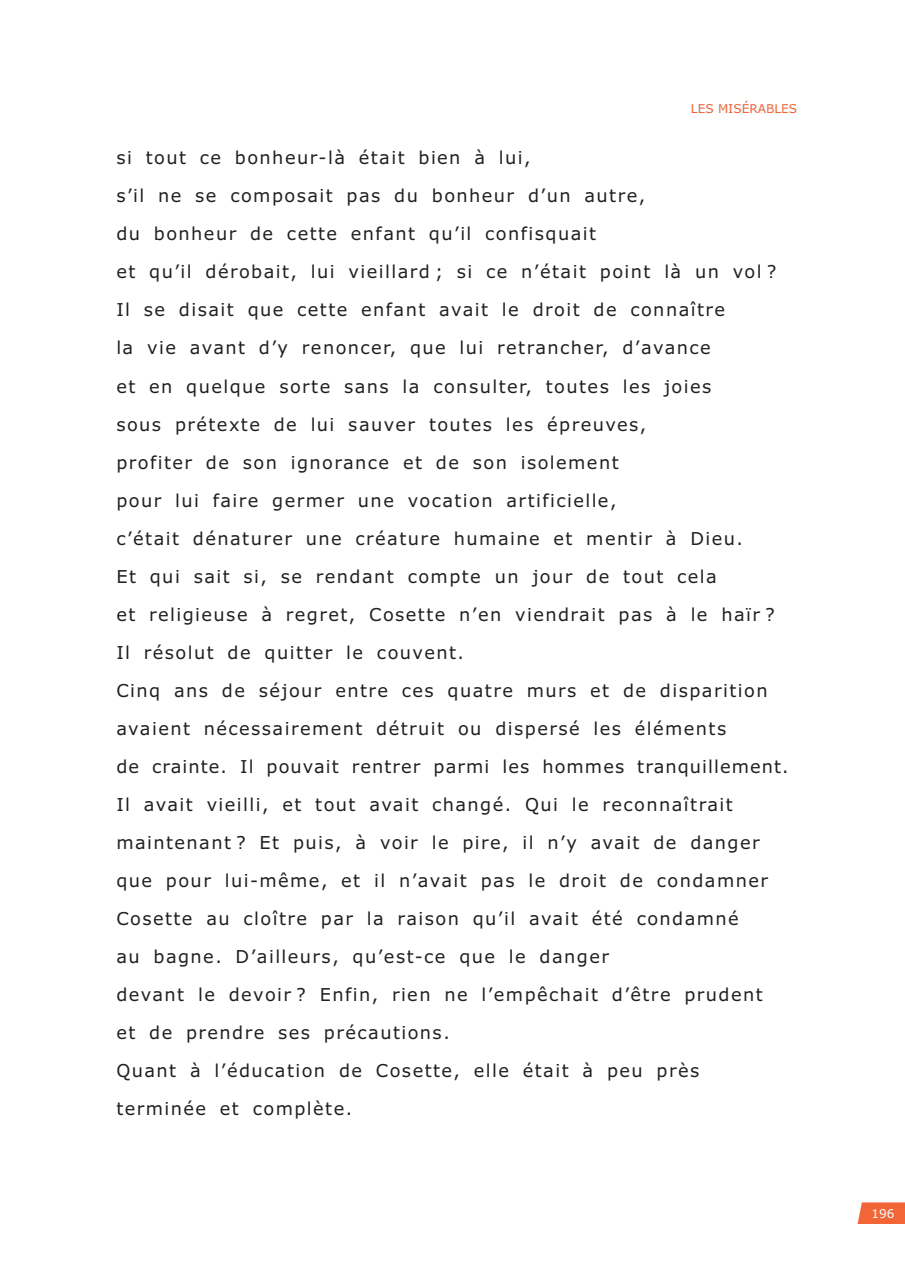 LES MISÉRABLES
si tout ce bonheur-là était bien à lui,
s’il ne se composait pas du bonheur d’un autre,
du bonheur de cette enfant qu’il confisquait
et qu’il dérobait, lui vieillard ; si ce n’était point là un vol ?
Il se disait que cette enfant avait le droit de connaître
la vie avant d’y renoncer, que lui retrancher, d’avance
et en quelque sorte sans la consulter, toutes les joies
sous prétexte de lui sauver toutes les épreuves,
profiter de son ignorance et de son isolement
pour lui faire germer une vocation artificielle,
c’était dénaturer une créature humaine et mentir à Dieu.
Et qui sait si, se rendant compte un jour de tout cela
et religieuse à regret, Cosette n’en viendrait pas à le haïr ?
Il résolut de quitter le couvent.
Cinq ans de séjour entre ces quatre murs et de disparition
avaient nécessairement détruit ou dispersé les éléments
de crainte. Il pouvait rentrer parmi les hommes tranquillement.
Il avait vieilli, et tout avait changé. Qui le reconnaîtrait
maintenant ? Et puis, à voir le pire, il n’y avait de danger
que pour lui-même, et il n’avait pas le droit de condamner
Cosette au cloître par la raison qu’il avait été condamné
au bagne. D’ailleurs, qu’est-ce que le danger
devant le devoir ? Enfin, rien ne l’empêchait d’être prudent
et de prendre ses précautions.
Quant à l’éducation de Cosette, elle était à peu près
terminée et complète.
196